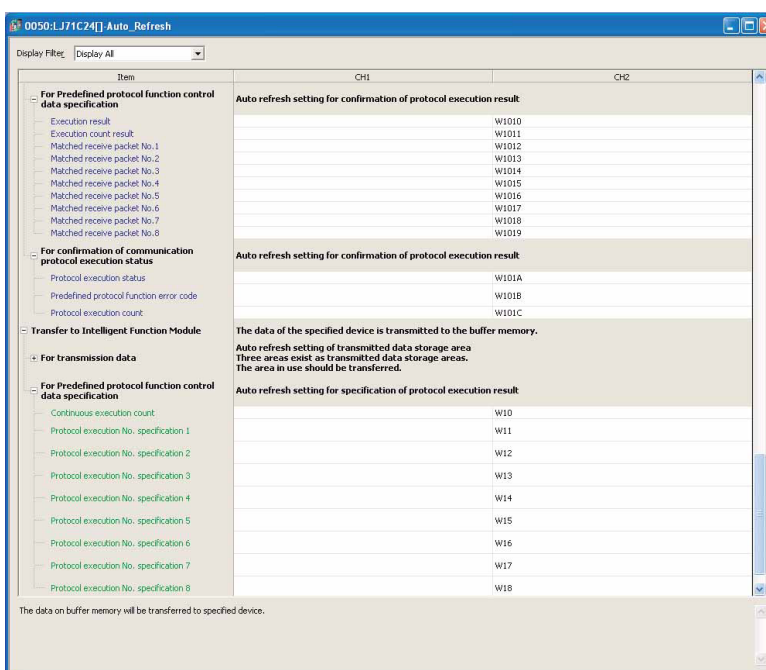 0050:LJ71C24[]-Auto_Refresh
Display Filter Display All
Item CH1 CH2
For Predefined protocol function control
data specification
Auto refresh setting for confirmation of protocol execution result
Execution result W1010
Execution count result W1011
Matched receive packet No.1 W1012
Matched receive packet No.2 W1013
Matched receive packet No.3 W1014
Matched receive packet No.4 W1015
Matched receive packet No.5 W1016
Matched receive packet No.6 W1017
Matched receive packet No.7 W1018
Matched receive packet No.8 W1019
For confirmation of communication
protocol execution status
Auto refresh setting for confirmation of protocol execution result
Protocol execution status W101A
Predefined protocol function error code W101B
Protocol execution count W101C
Transfer to Intelligent Function Module The data of the specified device is transmitted to the buffer memory.
For transmission data
Auto refresh setting of transmitted data storage area
Three areas exist as transmitted data storage areas.
The area in use should be transferred.
For Predefined protocol function control
data specification
Auto refresh setting for specification of protocol execution result
Continuous execution count W10
Protocol execution No. specification 1 W11
Protocol execution No. specification 2 W12
Protocol execution No. specification 3 W13
Protocol execution No. specification 4 W14
Protocol execution No. specification 5 W15
Protocol execution No. specification 6 W16
Protocol execution No. specification 7 W17
Protocol execution No. specification 8 W18
The data on buffer memory will be transferred to specified device.